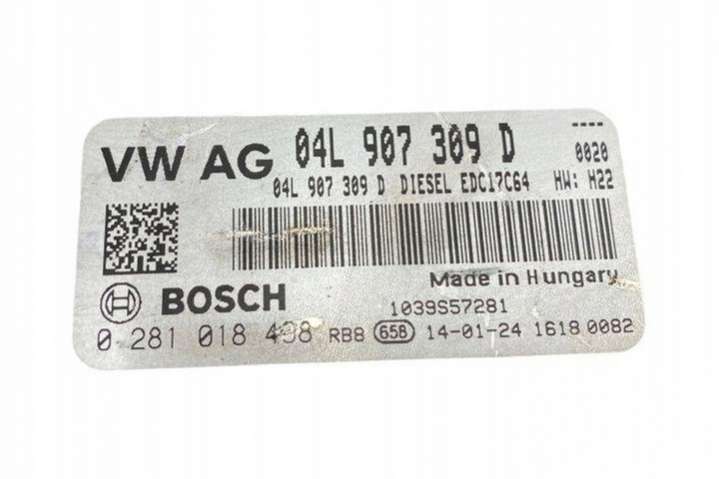 VW AG 04L 907 309 D ----
0020
04L 907 309 D DIESEL EDC17C64 HW: H22
Made in Hungary
BOSCH 1039S57281
0 281 018 498 RBB 658 14-01-24 1618 0082